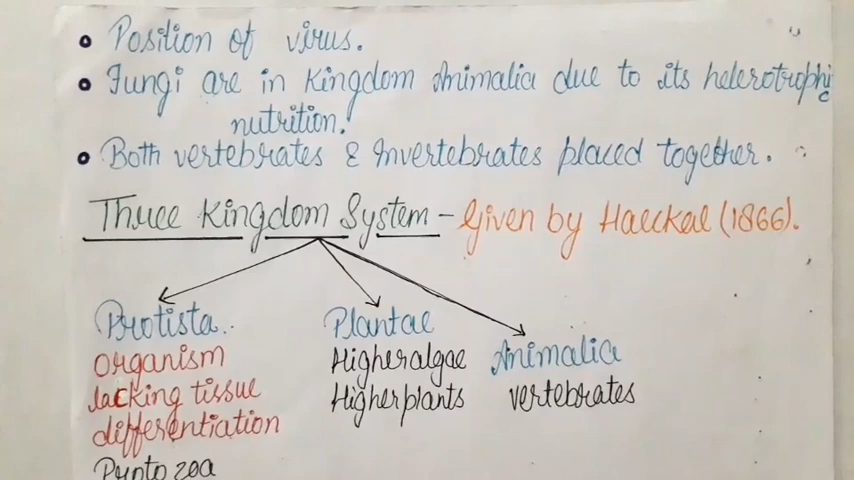 Position of virus.
Fungi are in Kingdom Animalia due to its heterotrophi
nutrition.
Both vertebrates & Invertebrates placed together.
Three Kingdom System - Given by Haeckal (1866).
Protista..
organism
lacking tissue
differentiation
Protozoa
Plantae
Higher algae
Higher plants
Animalia
vertebrates